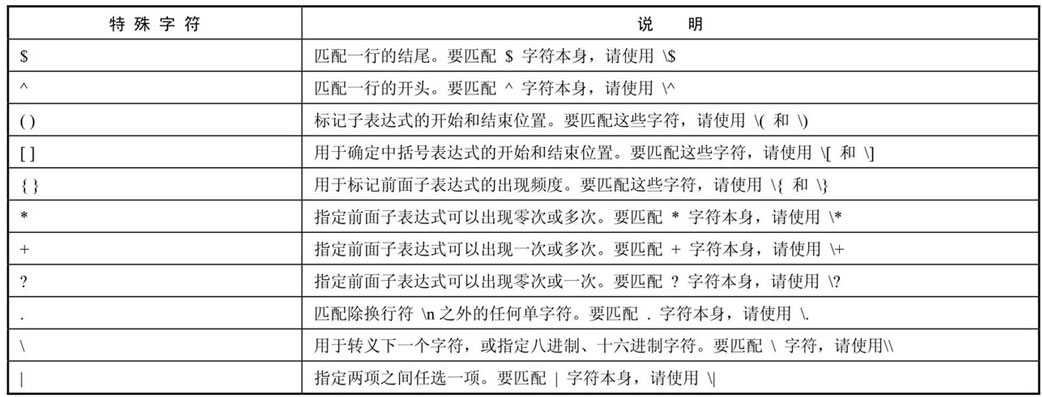 特殊字符 说明
$ 匹配一行的结尾。要匹配 $ 字符本身，请使用 \$
^ 匹配一行的开头。要匹配 ^ 字符本身，请使用 \^
( ) 标记子表达式的开始和结束位置。要匹配这些字符，请使用 \( 和 \)
[ ] 用于确定中括号表达式的开始和结束位置。要匹配这些字符，请使用 \[ 和 \]
{ } 用于标记前面子表达式的出现频度。要匹配这些字符，请使用 \{ 和 \}
* 指定前面子表达式可以出现零次或多次。要匹配 * 字符本身，请使用 \*
+ 指定前面子表达式可以出现一次或多次。要匹配 + 字符本身，请使用 \+
? 指定前面子表达式可以出现零次或一次。要匹配 ? 字符本身，请使用 \?
. 匹配除换行符 \n 之外的任何单字符。要匹配 . 字符本身，请使用 \.
\ 用于转义下一个字符，或指定八进制、十六进制字符。要匹配 \ 字符，请使用\\
| 指定两项之间任选一项。要匹配 | 字符本身，请使用 \|